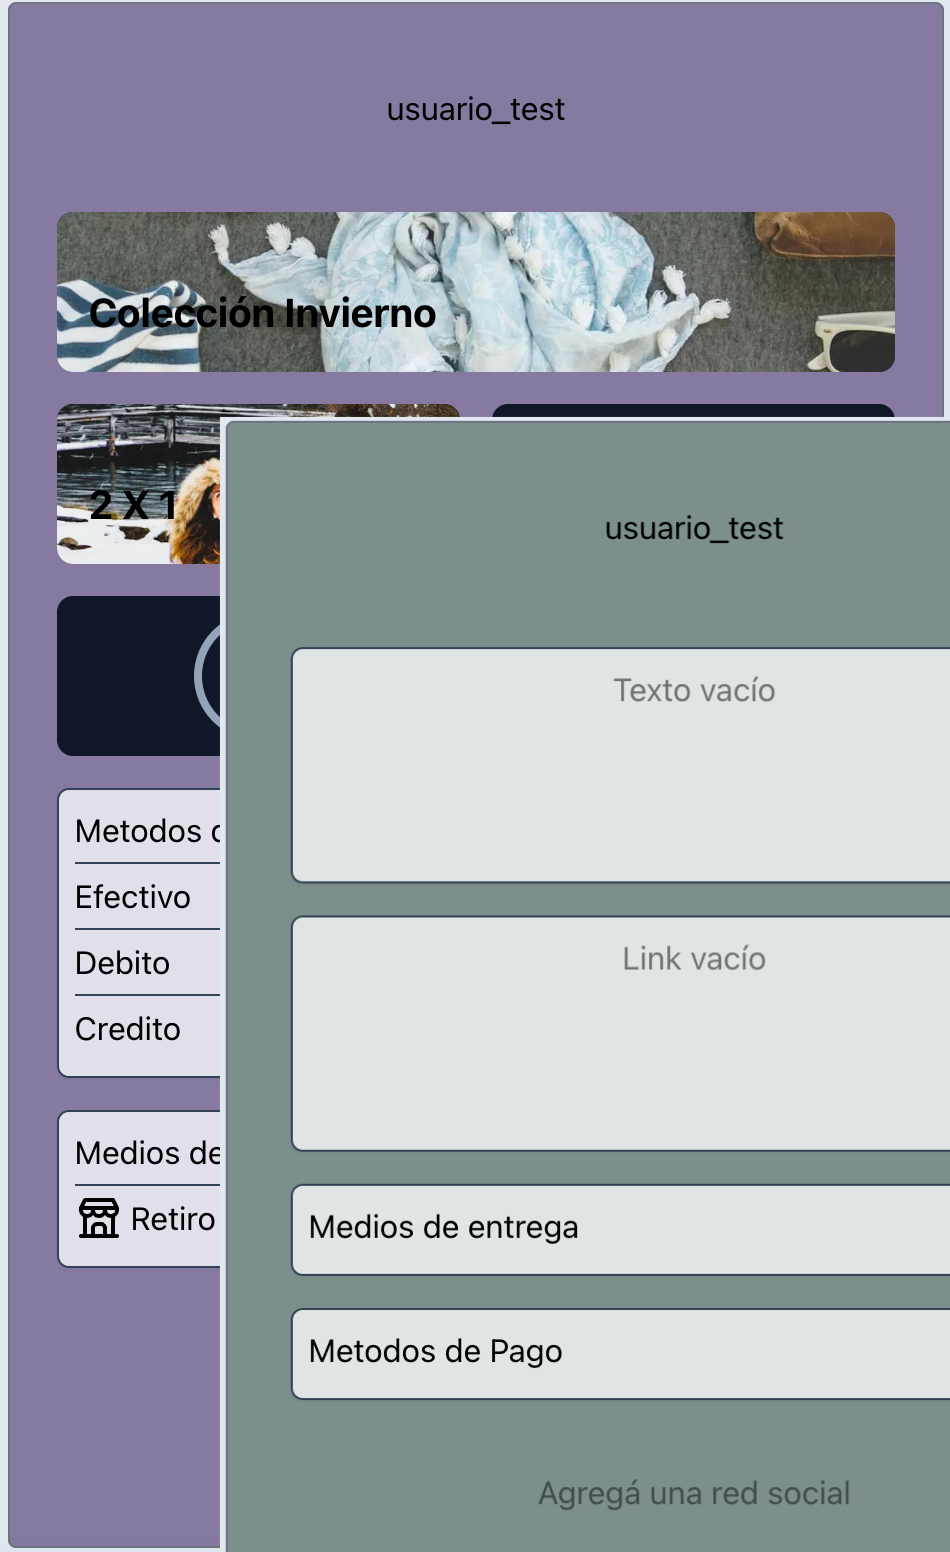 usuario_test
Colección Invierno
2 X 1
Metodos
Efectivo
Debito
Credito
Medios de
Retiro
usuario_test
Texto vacío
Link vacío
Medios de entrega
Metodos de Pago
Agregá una red social